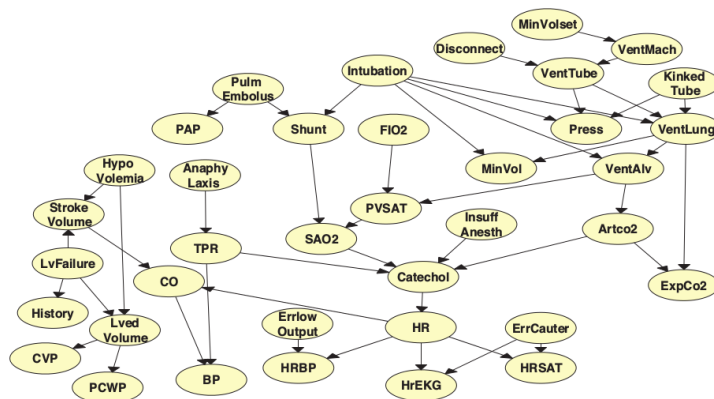 MinVolset
Disconnect
VentMach
Pulm
Embolus
Intubation
VentTube
Kinked
Tube
PAP
Shunt
FIO2
Press
VentLung
Hypo
Volemia
Anaphy
Laxis
MinVol
VentAlv
Stroke
Volume
PVSAT
Insuff
Anesth
Artco2
TPR
SAO2
LvFailure
CO
Catechol
ExpCo2
History
Lved
Volume
Errlow
Output
HR
ErrCauter
CVP
PCWP
BP
HRBP
HrEKG
HRSAT